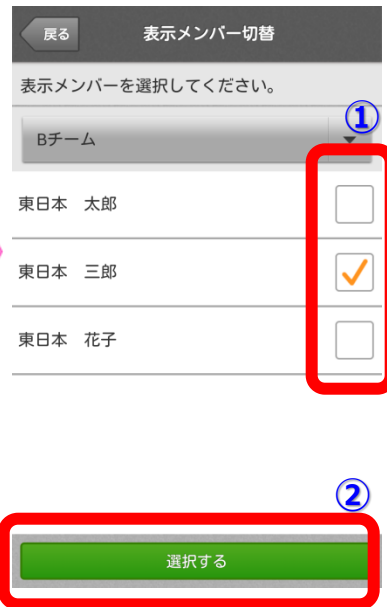 戻る 表示メンバー切替
表示メンバーを選択してください。
①
Bチーム
東日本　太郎
東日本　三郎
東日本　花子
②
選択する